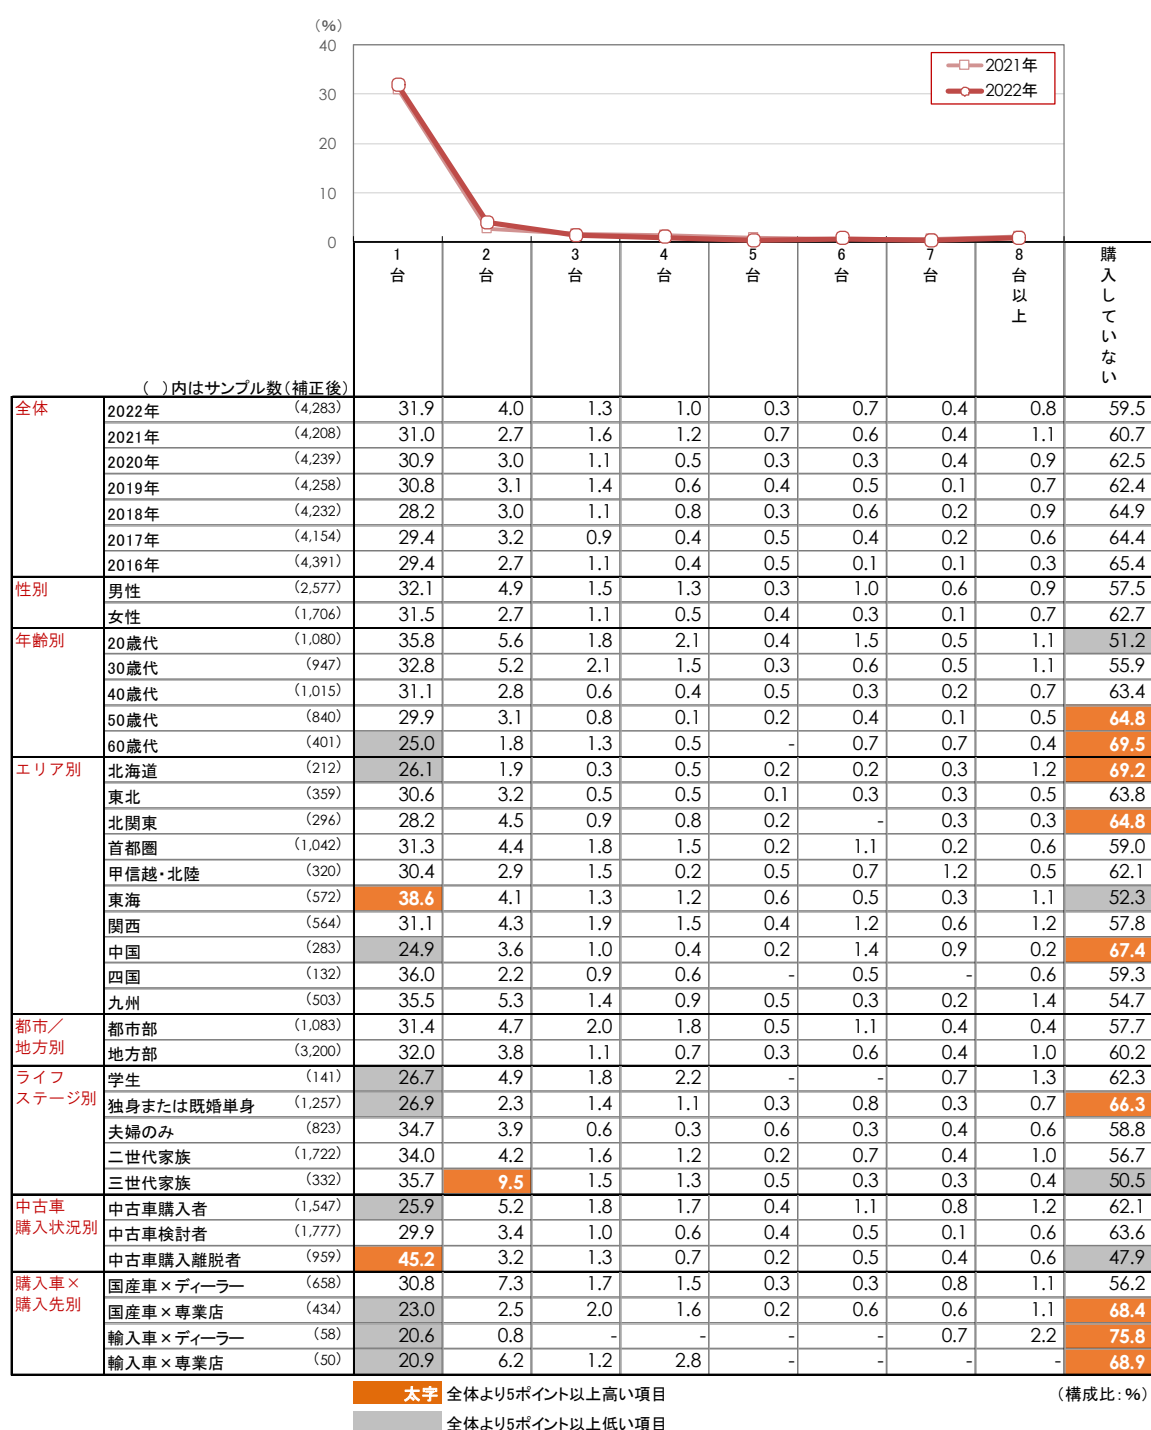 (%)
40
30
20
10
0
2021年
2022年
1台 2台 3台 4台 5台 6台 7台 8台以上 購入していない
( )内はサンプル数(補正後)
全体 2022年 (4,283) 31.9 4.0 1.3 1.0 0.3 0.7 0.4 0.8 59.5
2021年 (4,208) 31.0 2.7 1.6 1.2 0.7 0.6 0.4 1.1 60.7
2020年 (4,239) 30.9 3.0 1.1 0.5 0.3 0.3 0.4 0.9 62.5
2019年 (4,258) 30.8 3.1 1.4 0.6 0.4 0.5 0.1 0.7 62.4
2018年 (4,232) 28.2 3.0 1.1 0.8 0.3 0.6 0.2 0.9 64.9
2017年 (4,154) 29.4 3.2 0.9 0.4 0.5 0.4 0.2 0.6 64.4
2016年 (4,391) 29.4 2.7 1.1 0.4 0.5 0.1 0.1 0.3 65.4
性別 男性 (2,577) 32.1 4.9 1.5 1.3 0.3 1.0 0.6 0.9 57.5
女性 (1,706) 31.5 2.7 1.1 0.5 0.4 0.3 0.1 0.7 62.7
年齢別 20歳代 (1,080) 35.8 5.6 1.8 2.1 0.4 1.5 0.5 1.1 51.2
30歳代 (947) 32.8 5.2 2.1 1.5 0.3 0.6 0.5 1.1 55.9
40歳代 (1,015) 31.1 2.8 0.6 0.4 0.5 0.3 0.2 0.7 63.4
50歳代 (840) 29.9 3.1 0.8 0.1 0.2 0.4 0.1 0.5 64.8
60歳代 (401) 25.0 1.8 1.3 0.5 - 0.7 0.7 0.4 69.5
エリア別 北海道 (212) 26.1 1.9 0.3 0.5 0.2 0.2 0.3 1.2 69.2
東北 (359) 30.6 3.2 0.5 0.5 0.1 0.3 0.3 0.5 63.8
北関東 (296) 28.2 4.5 0.9 0.8 0.2 - 0.3 0.3 64.8
首都圏 (1,042) 31.3 4.4 1.8 1.5 0.2 1.1 0.2 0.6 59.0
甲信越・北陸 (320) 30.4 2.9 1.5 0.2 0.5 0.7 1.2 0.5 62.1
東海 (572) 38.6 4.1 1.3 1.2 0.6 0.5 0.3 1.1 52.3
関西 (564) 31.1 4.3 1.9 1.5 0.4 1.2 0.6 1.2 57.8
中国 (283) 24.9 3.6 1.0 0.4 0.2 1.4 0.9 0.2 67.4
四国 (132) 36.0 2.2 0.9 0.6 - 0.5 - 0.6 59.3
九州 (503) 35.5 5.3 1.4 0.9 0.5 0.3 0.2 1.4 54.7
都市/ 都市部 (1,083) 31.4 4.7 2.0 1.8 0.5 1.1 0.4 0.4 57.7
地方別 地方部 (3,200) 32.0 3.8 1.1 0.7 0.3 0.6 0.4 1.0 60.2
ライフ 学生 (141) 26.7 4.9 1.8 2.2 - - 0.7 1.3 62.3
ステージ別 独身または既婚単身 (1,257) 26.9 2.3 1.4 1.1 0.3 0.8 0.3 0.7 66.3
夫婦のみ (823) 34.7 3.9 0.6 0.3 0.6 0.3 0.4 0.6 58.8
二世代家族 (1,722) 34.0 4.2 1.6 1.2 0.2 0.7 0.4 1.0 56.7
三世代家族 (332) 35.7 9.5 1.5 1.3 0.5 0.3 0.3 0.4 50.5
中古車 中古車購入者 (1,547) 25.9 5.2 1.8 1.7 0.4 1.1 0.8 1.2 62.1
購入状況別 中古車検討者 (1,777) 29.9 3.4 1.0 0.6 0.4 0.5 0.1 0.6 63.6
中古車購入離脱者 (959) 45.2 3.2 1.3 0.7 0.2 0.5 0.4 0.6 47.9
購入車× 国産車×ディーラー (658) 30.8 7.3 1.7 1.5 0.3 0.3 0.8 1.1 56.2
購入先別 国産車×専業店 (434) 23.0 2.5 2.0 1.6 0.2 0.6 0.6 1.1 68.4
輸入車×ディーラー (58) 20.6 0.8 - - - - 0.7 2.2 75.8
輸入車×専業店 (50) 20.9 6.2 1.2 2.8 - - - - 68.9
太字 全体より5ポイント以上高い項目 (構成比:%)
全体より5ポイント以上低い項目